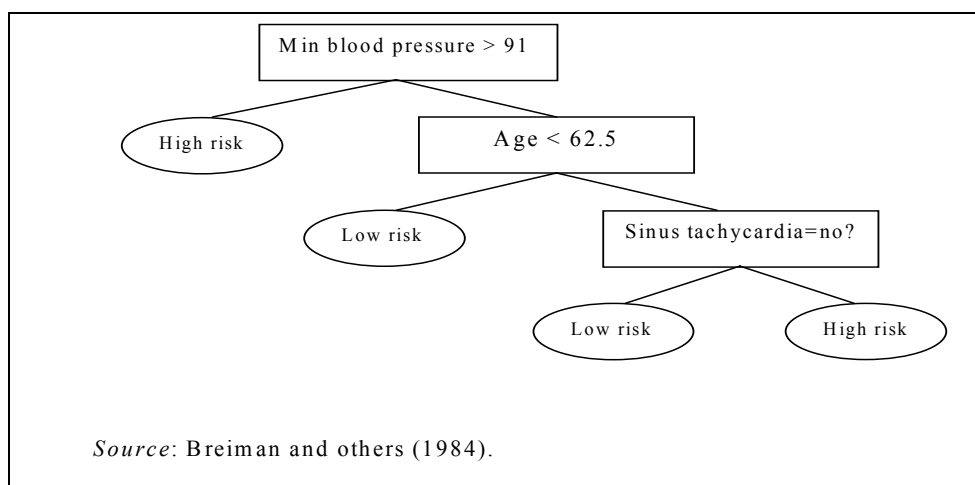 Min blood pressure > 91
High risk
Age < 62.5
Low risk
Sinus tachycardia=no?
Low risk
High risk
Source: Breiman and others (1984).